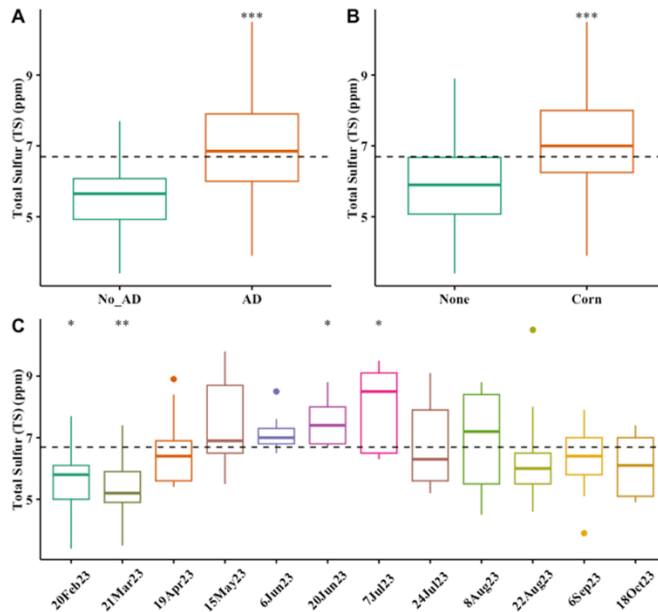 A
***
Total Sulfur (TS) (ppm)
9
7
5
No_AD AD
B
***
Total Sulfur (TS) (ppm)
9
7
5
None Corn
C
* ** * *
Total Sulfur (TS) (ppm)
9
7
5
20Feb23 21Mar23 19Apr23 15May23 6Jun23 20Jun23 7Jul23 24Jul23 8Aug23 22Aug23 6Sep23 18Oct23